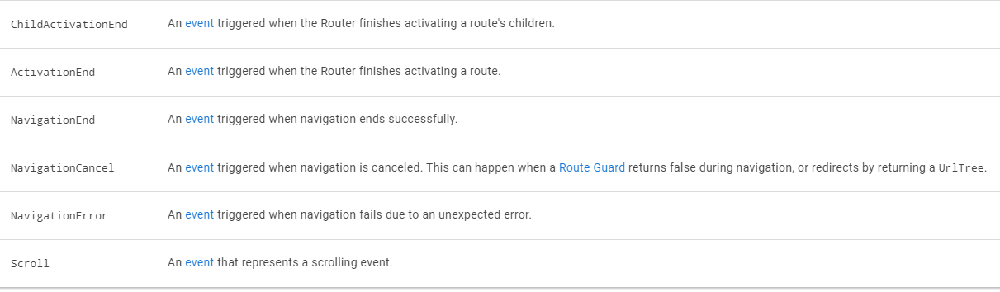 ChildActivationEnd An event triggered when the Router finishes activating a route's children.
ActivationEnd An event triggered when the Router finishes activating a route.
NavigationEnd An event triggered when navigation ends successfully.
NavigationCancel An event triggered when navigation is canceled. This can happen when a Route Guard returns false during navigation, or redirects by returning a UrlTree.
NavigationError An event triggered when navigation fails due to an unexpected error.
Scroll An event that represents a scrolling event.